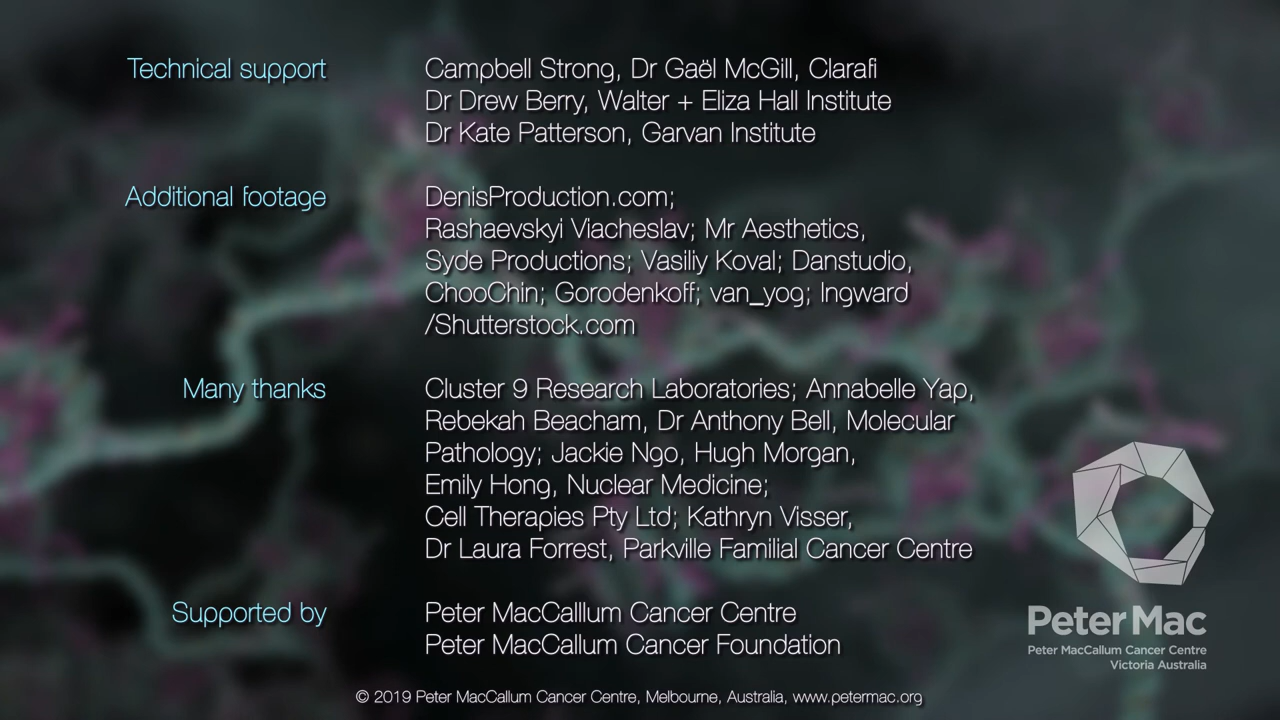 Technical support
Campbell Strong, Dr Gaël McGill, Clarafi
Dr Drew Berry, Walter + Eliza Hall Institute
Dr Kate Patterson, Garvan Institute
Additional footage
DenisProduction.com;
Rashaevskyi Viacheslav; Mr Aesthetics,
Syde Productions; Vasiliy Koval; Danstudio,
ChooChin; Gorodenkoff; van_yog; Ingward
/Shutterstock.com
Many thanks
Cluster 9 Research Laboratories; Annabelle Yap,
Rebekah Beacham, Dr Anthony Bell, Molecular
Pathology; Jackie Ngo, Hugh Morgan,
Emily Hong, Nuclear Medicine;
Cell Therapies Pty Ltd; Kathryn Visser,
Dr Laura Forrest, Parkville Familial Cancer Centre
Supported by
Peter MacCalllum Cancer Centre
Peter MacCallum Cancer Foundation
Peter Mac
Peter MacCallum Cancer Centre
Victoria Australia
© 2019 Peter MacCallum Cancer Centre, Melbourne, Australia, www.petermac.org